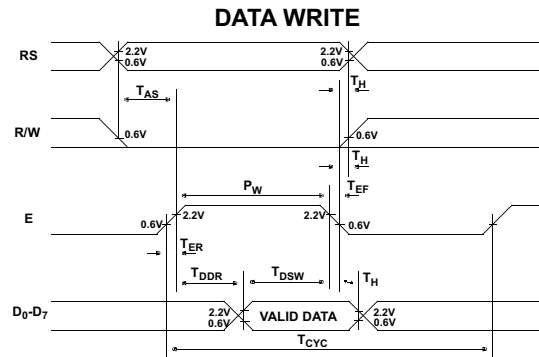 DATA WRITE
RS 2.2V 0.6V 2.2V 0.6V
TAS TH
R/W 0.6V 0.6V
TH
PW TEF
E 0.6V 2.2V 2.2V 0.6V
TER
TDDR TDSW TH
D0-D7 2.2V 0.6V VALID DATA 2.2V 0.6V
TCYC